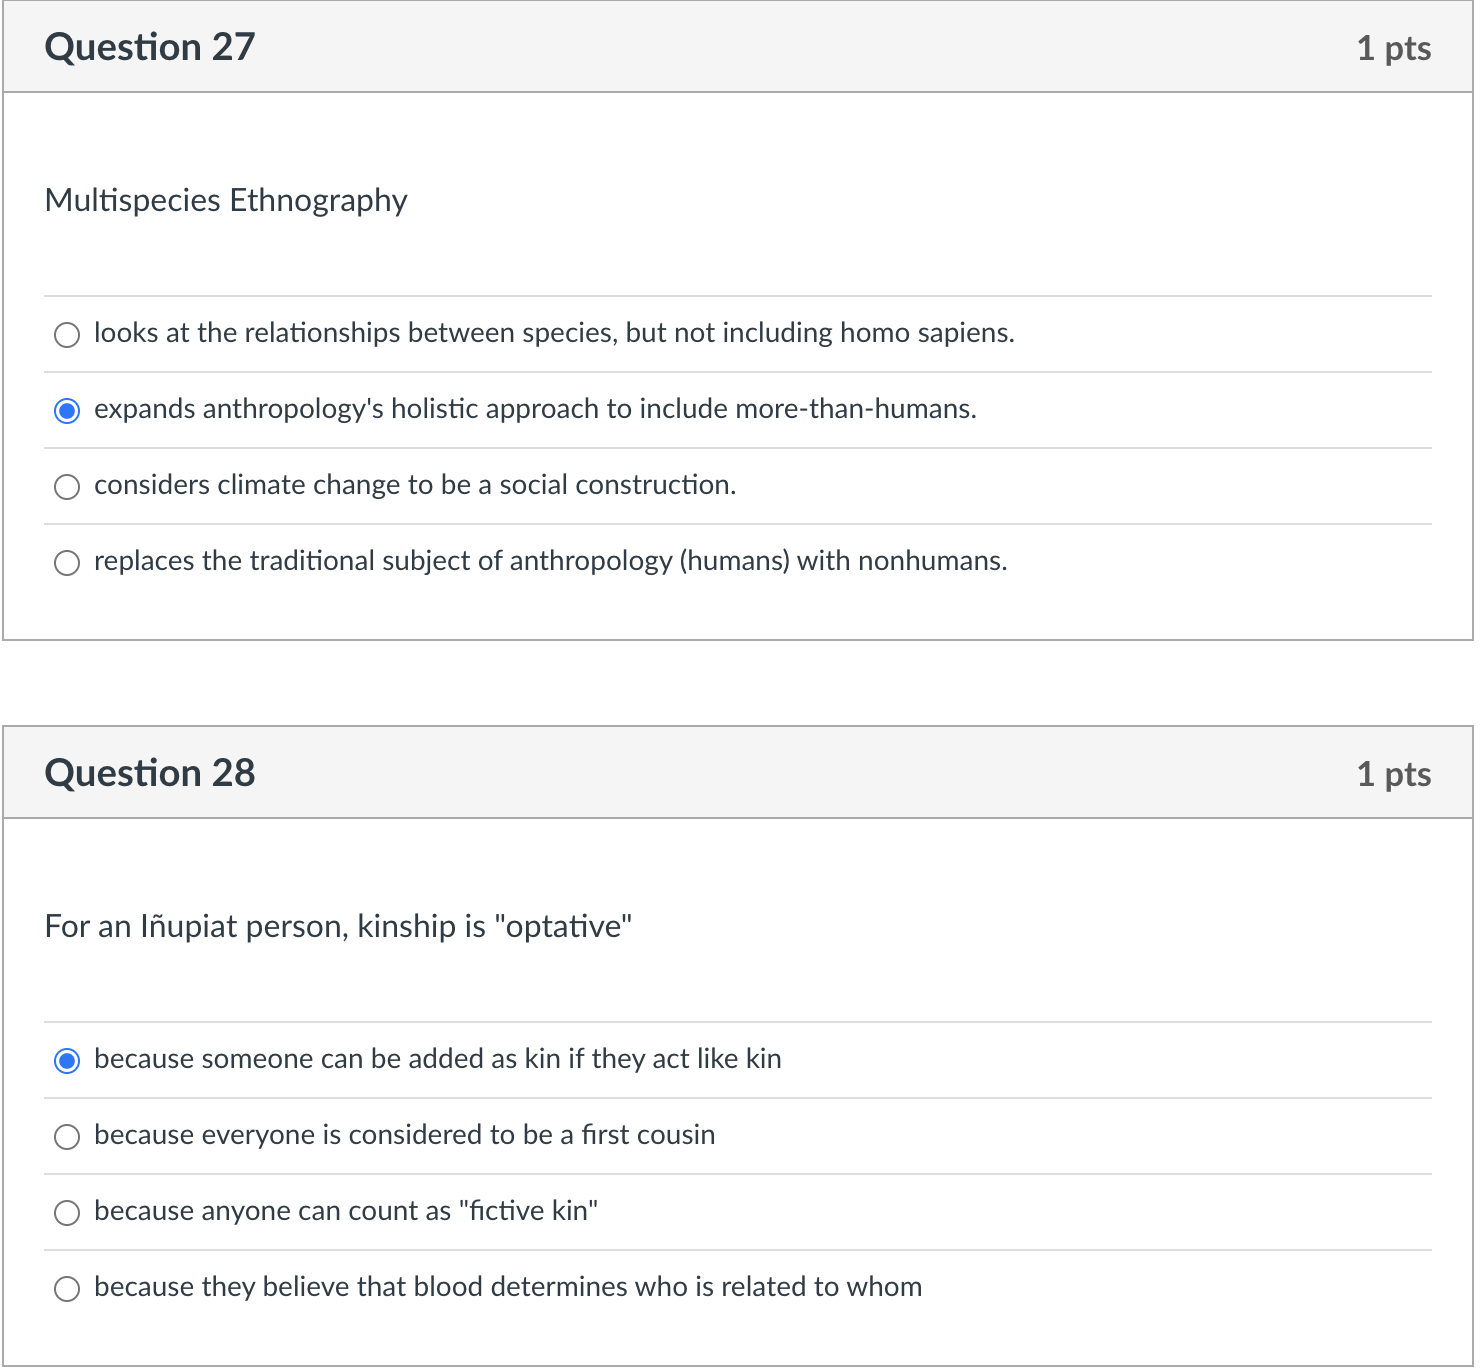 Question 27
1 pts
Multispecies Ethnography
looks at the relationships between species, but not including homo sapiens.
expands anthropology's holistic approach to include more-than-humans.
considers climate change to be a social construction.
replaces the traditional subject of anthropology (humans) with nonhumans.
Question 28
1 pts
For an Iñupiat person, kinship is "optative"
because someone can be added as kin if they act like kin
because everyone is considered to be a first cousin
because anyone can count as "fictive kin"
because they believe that blood determines who is related to whom